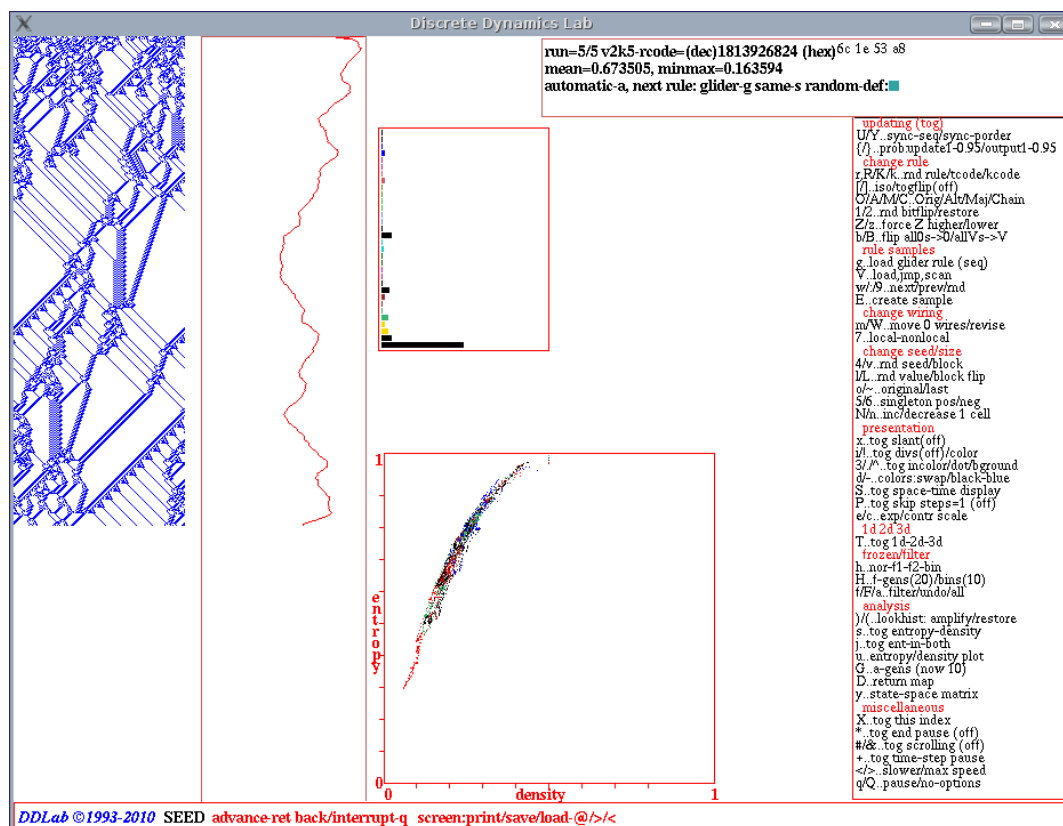 Discrete Dynamics Lab
run=5/5 v2k5-rcode=(dec)1813926824 (hex)6c 1e 53 a8
mean=0.673505, minmax=0.163594
automatic-a, next rule: glider-g same-s random-def:
updating (tog)
U/Y..sync-seq/sync-porder
{/}..prob:update1-0.95/output1-0.95
change rule
r,R/K/k..rnd rule/tcode/kcode
[/]..iso/togflip(off)
O/A/M/C..Orig/Alt/Maj/Chain
1/2..rnd bitflip/restore
Z/z..force Z higher/lower
b/B..flip all0s->0/allVs->V
rule samples
g..load glider rule (seq)
V..load,jmp,scan
w/:/9..next/prev/rnd
E..create sample
change wiring
m/W..move 0 wires/revise
7..local-nonlocal
change seed/size
4/v..rnd seed/block
l/L..rnd value/block flip
o/~..original/last
5/6..singleton pos/neg
N/n..inc/decrease 1 cell
presentation
x..tog slant(off)
i/!..tog divs(off)/color
3/./^..tog incolor/dot/bground
d/-..colors:swap/black-blue
S..tog space-time display
P..tog skip steps=1 (off)
e/c..exp/contr scale
1d 2d 3d
T..tog 1d-2d-3d
frozen/filter
h..nor-f1-f2-bin
H..f-gens(20)/bins(10)
f/F/a..filter/undo/all
analysis
)/(..lookhist: amplify/restore
s..tog entropy-density
j..tog ent-in-both
u..entropy/density plot
G..a-gens (now 10)
D..return map
y..state-space matrix
miscellaneous
X..tog this index
*..tog end pause (off)
#/&..tog scrolling (off)
+..tog time-step pause
</>..slower/max speed
q/Q..pause/no-options
1
entropy
0
0 density 1
DDLab ©1993-2010 SEED advance-ret back/interrupt-q screen:print/save/load-@/>/<